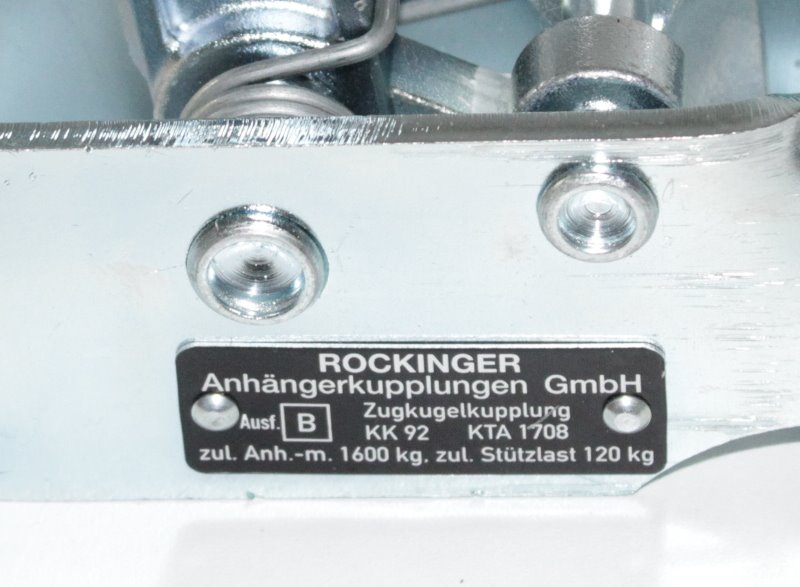 ROCKINGER
Anhängerkupplungen GmbH
Ausf. B Zugkugelkupplung
KK 92 KTA 1708
zul. Anh.-m. 1600 kg. zul. Stützlast 120 kg